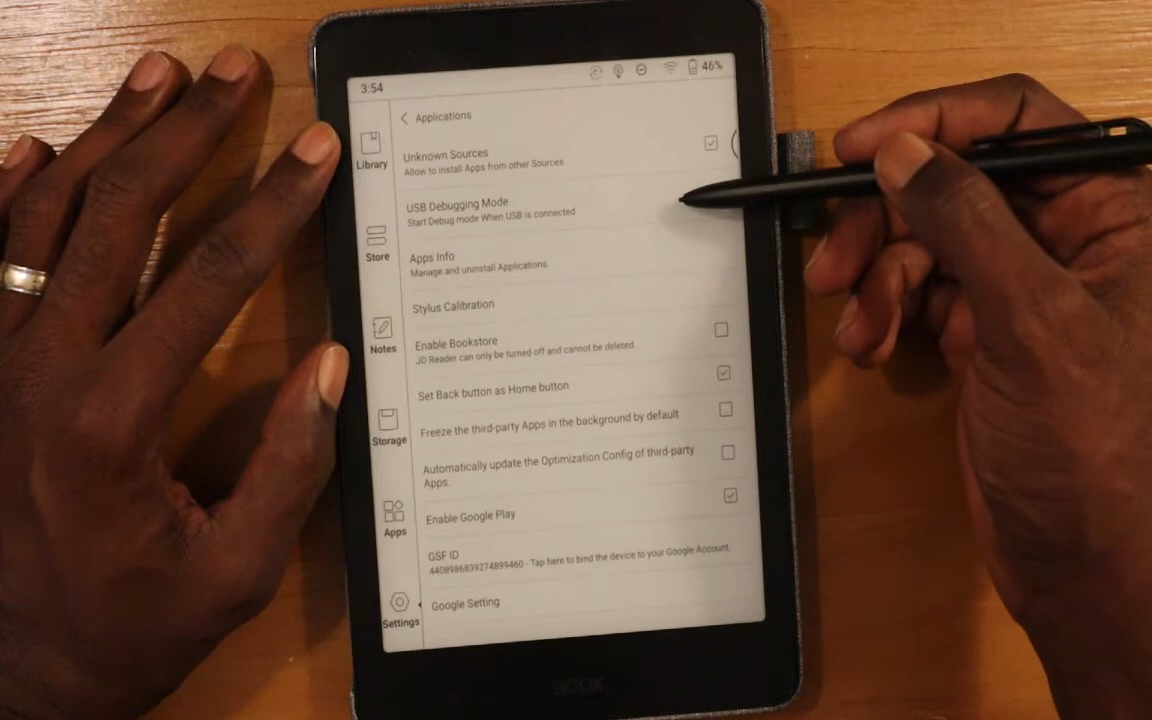 3:54
46%
Applications
Unknown Sources
Allow to install Apps from other Sources
USB Debugging Mode
Start Debug mode When USB is connected
Apps Info
Manage and uninstall Applications.
Stylus Calibration
Enable Bookstore
JD Reader can only be turned off and cannot be deleted.
Set Back button as Home button
Freeze the third-party Apps in the background by default
Automatically update the Optimization Config of third-party
Apps.
Enable Google Play
GSF ID
4408986839274899460 - Tap here to bind the device to your Google Account.
Google Setting
Library
Store
Notes
Storage
Apps
Settings
BOOX